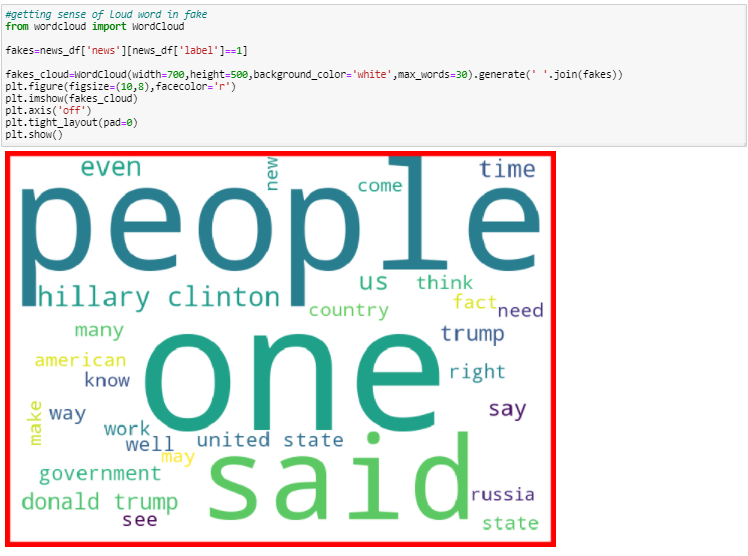 #getting sense of Loud word in fake
from wordcloud import WordCloud
fakes=news_df['news'][news_df['label']==1]
fakes_cloud=WordCloud(width=700,height=500,background_color='white',max_words=30).generate(' '.join(fakes))
plt.figure(figsize=(10,8),facecolor='r')
plt.imshow(fakes_cloud)
plt.axis('off')
plt.tight_layout(pad=0)
plt.show()
even
new
come
time
people
us
think
hillary clinton
country
fact
need
many
trump
one
american
know
right
make
way
say
work
well
united state
may
said
government
donald trump
russia
see
state